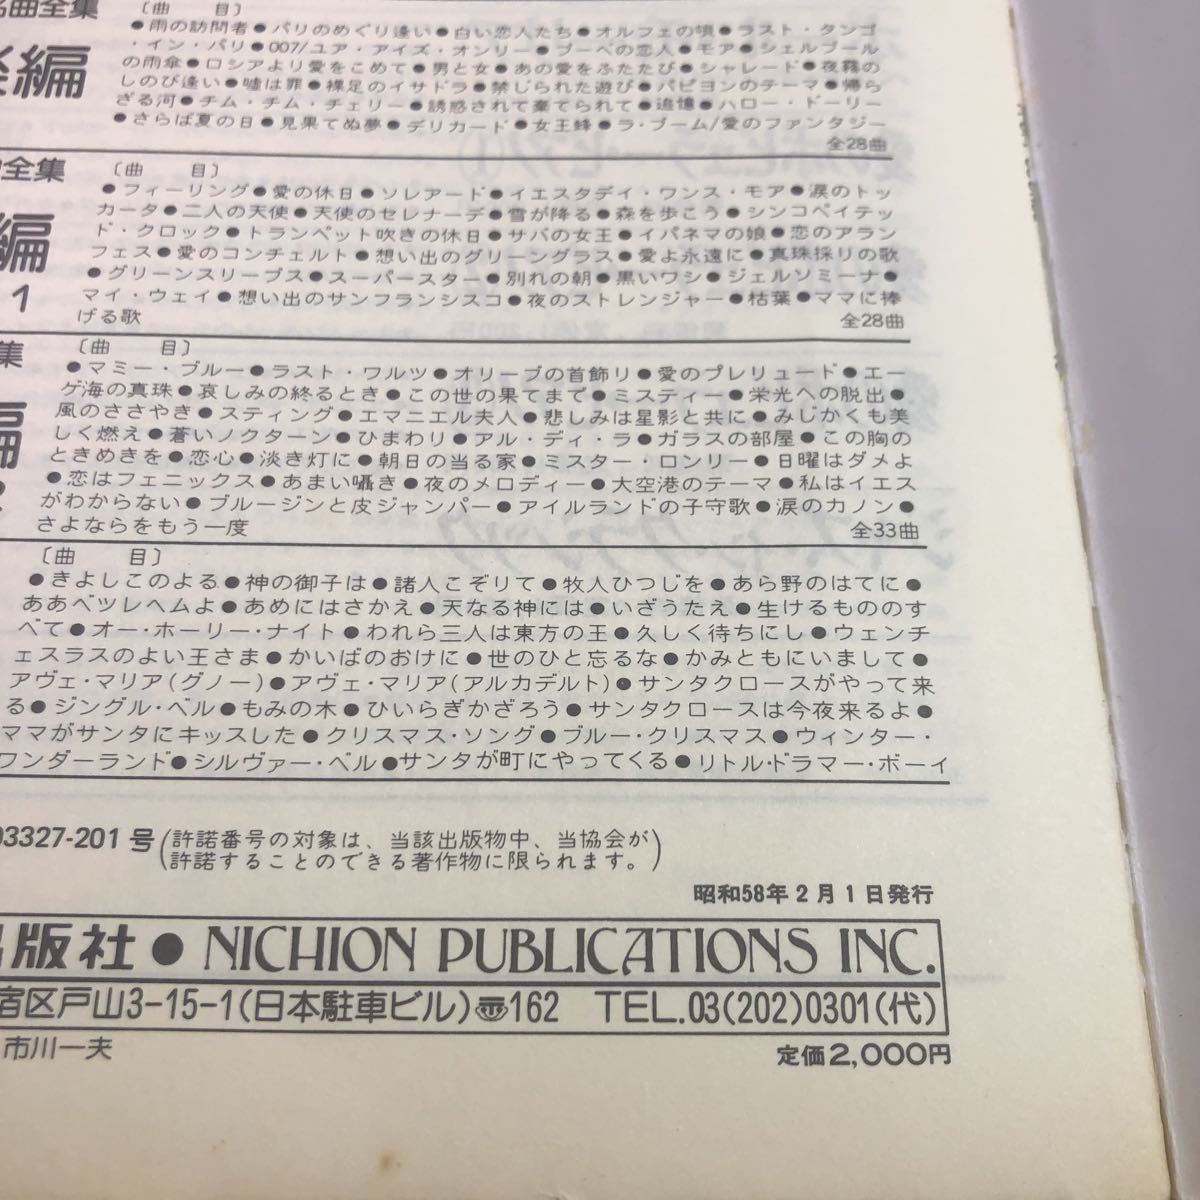 名曲全集
〔曲　目〕
●雨の訪問者●パリのめぐり逢い●白い恋人たち●オルフェの唄●ラスト・タンゴ
・イン・パリ●007/ユア・アイズ・オンリー●ブーベの恋人●モア●シェルブール
の雨傘●ロシアより愛をこめて●男と女●あの愛をふたたび●シャレード●夜霧の
しのび逢い●嘘は罪●裸足のイサドラ●禁じられた遊び●パピヨンのテーマ●帰ら
ざる河●チム・チム・チェリー●誘惑されて棄てられて●追憶●ハロー・ドーリー
●さらば夏の日●見果てぬ夢●デリカード●女王蜂●ラ・ブーム/愛のファンタジー
全28曲
編
全集
〔曲　目〕
●フィーリング●愛の休日●ソレアード●イエスタデイ・ワンス・モア●涙のトッ
カータ●二人の天使●天使のセレナーデ●雪が降る●森を歩こう●シンコペイテッ
ド・クロック●トランペット吹きの休日●サバの女王●イパネマの娘●恋のアラン
フェス●愛のコンチェルト●想い出のグリーングラス●愛よ永遠に●真珠採りの歌
●グリーンスリーブス●スーパースター●別れの朝●黒いワシ●ジェルソミーナ●
マイ・ウェイ●想い出のサンフランシスコ●夜のストレンジャー●枯葉●ママに捧
げる歌
全28曲
編
1
集
〔曲　目〕
●マミー・ブルー●ラスト・ワルツ●オリーブの首飾り●愛のプレリュード●エー
ゲ海の真珠●哀しみの終るとき●この世の果てまで●ミスティー●栄光への脱出●
風のささやき●スティング●エマニエル夫人●悲しみは星影と共に●みじかくも美
しく燃え●蒼いノクターン●ひまわり●アル・ディ・ラ●ガラスの部屋●この胸の
ときめきを●恋心●淡き灯に●朝日の当る家●ミスター・ロンリー●日曜はダメよ
●恋はフェニックス●あまい囁き●夜のメロディー●大空港のテーマ●私はイエス
がわからない●ブルージンと皮ジャンパー●アイルランドの子守歌●涙のカノン●
さよならをもう一度
全33曲
〔曲　目〕
●きよしこのよる●神の御子は●諸人こぞりて●牧人ひつじを●あら野のはてに●
ああベツレヘムよ●あめにはさかえ●天なる神には●いざうたえ●生けるもののす
べて●オー・ホーリー・ナイト●われら三人は東方の王●久しく待ちにし●ウェンチ
ェスラスのよい王さま●かいばのおけに●世のひと忘るな●かみともにいまして●
アヴェ・マリア(グノー)●アヴェ・マリア(アルカデルト)●サンタクロースがやって来
る●ジングル・ベル●もみの木●ひいらぎかざろう●サンタクロースは今夜来るよ●
ママがサンタにキッスした●クリスマス・ソング●ブルー・クリスマス●ウィンター・
ワンダーランド●シルヴァー・ベル●サンタが町にやってくる●リトル・ドラマー・ボーイ
03327-201号(許諾番号の対象は、当該出版物中、当協会が
許諾することのできる著作物に限られます。)
昭和58年2月1日発行
版社●NICHION PUBLICATIONS INC.
宿区戸山3-15-1(日本駐車ビル)〠162　TEL.03(202)0301(代)
市川一夫
定価2,000円